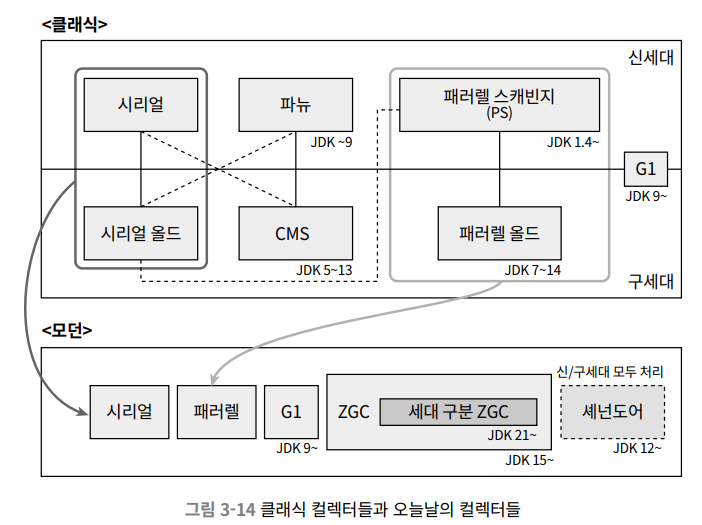 <클래식>
신세대
시리얼
파뉴
패러렐 스캐빈지
(PS)
JDK ~9
JDK 1.4~
G1
JDK 9~
시리얼 올드
CMS
패러렐 올드
JDK 5~13
JDK 7~14
구세대
<모던>
신/구세대 모두 처리
시리얼
패러렐
G1
ZGC
세대 구분 ZGC
셰넌도어
JDK 21~
JDK 9~
JDK 12~
JDK 15~
그림 3-14 클래식 컬렉터들과 오늘날의 컬렉터들